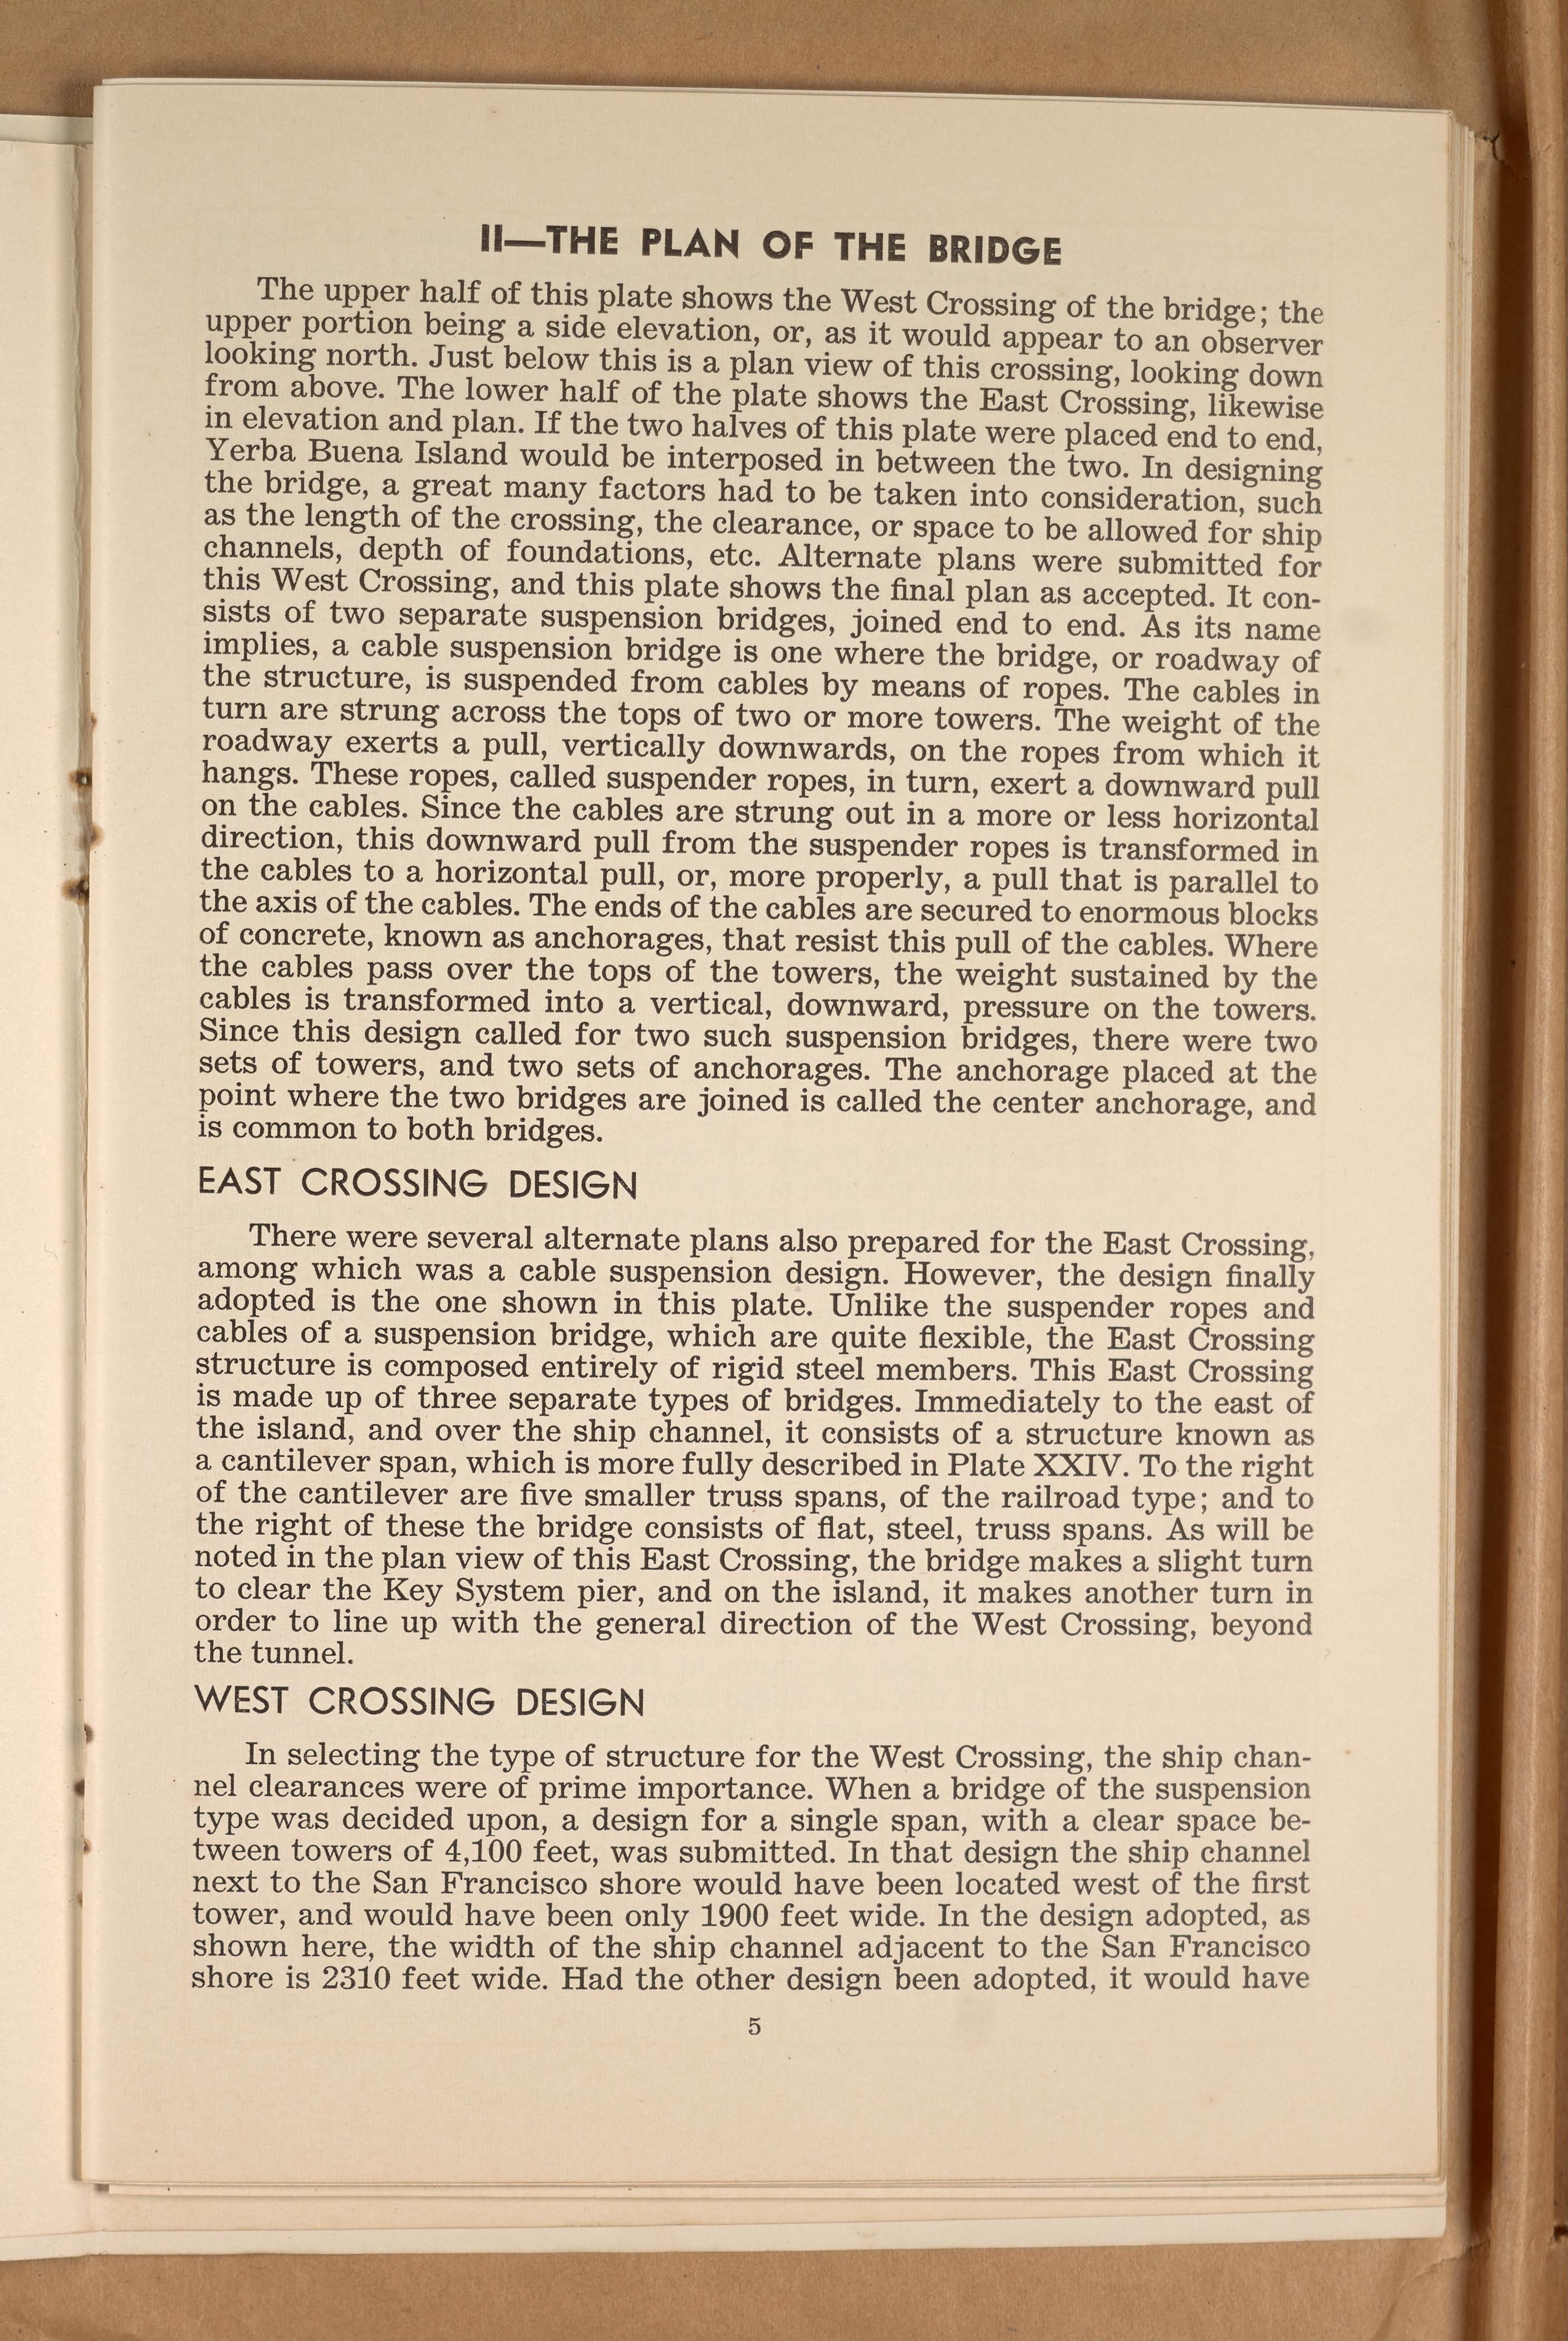 II—THE PLAN OF THE BRIDGE
The upper half of this plate shows the West Crossing of the bridge; the
upper portion being a side elevation, or, as it would appear to an observer
looking north. Just below this is a plan view of this crossing, looking down
from above. The lower half of the plate shows the East Crossing, likewise
in elevation and plan. If the two halves of this plate were placed end to end,
Yerba Buena Island would be interposed in between the two. In designing
the bridge, a great many factors had to be taken into consideration, such
as the length of the crossing, the clearance, or space to be allowed for ship
channels, depth of foundations, etc. Alternate plans were submitted for
this West Crossing, and this plate shows the final plan as accepted. It con-
sists of two separate suspension bridges, joined end to end. As its name
implies, a cable suspension bridge is one where the bridge, or roadway of
the structure, is suspended from cables by means of ropes. The cables in
turn are strung across the tops of two or more towers. The weight of the
roadway exerts a pull, vertically downwards, on the ropes from which it
hangs. These ropes, called suspender ropes, in turn, exert a downward pull
on the cables. Since the cables are strung out in a more or less horizontal
direction, this downward pull from the suspender ropes is transformed in
the cables to a horizontal pull, or, more properly, a pull that is parallel to
the axis of the cables. The ends of the cables are secured to enormous blocks
of concrete, known as anchorages, that resist this pull of the cables. Where
the cables pass over the tops of the towers, the weight sustained by the
cables is transformed into a vertical, downward, pressure on the towers.
Since this design called for two such suspension bridges, there were two
sets of towers, and two sets of anchorages. The anchorage placed at the
point where the two bridges are joined is called the center anchorage, and
is common to both bridges.
EAST CROSSING DESIGN
There were several alternate plans also prepared for the East Crossing,
among which was a cable suspension design. However, the design finally
adopted is the one shown in this plate. Unlike the suspender ropes and
cables of a suspension bridge, which are quite flexible, the East Crossing
structure is composed entirely of rigid steel members. This East Crossing
is made up of three separate types of bridges. Immediately to the east of
the island, and over the ship channel, it consists of a structure known as
a cantilever span, which is more fully described in Plate XXIV. To the right
of the cantilever are five smaller truss spans, of the railroad type; and to
the right of these the bridge consists of flat, steel, truss spans. As will be
noted in the plan view of this East Crossing, the bridge makes a slight turn
to clear the Key System pier, and on the island, it makes another turn in
order to line up with the general direction of the West Crossing, beyond
the tunnel.
WEST CROSSING DESIGN
In selecting the type of structure for the West Crossing, the ship chan-
nel clearances were of prime importance. When a bridge of the suspension
type was decided upon, a design for a single span, with a clear space be-
tween towers of 4,100 feet, was submitted. In that design the ship channel
next to the San Francisco shore would have been located west of the first
tower, and would have been only 1900 feet wide. In the design adopted, as
shown here, the width of the ship channel adjacent to the San Francisco
shore is 2310 feet wide. Had the other design been adopted, it would have
5